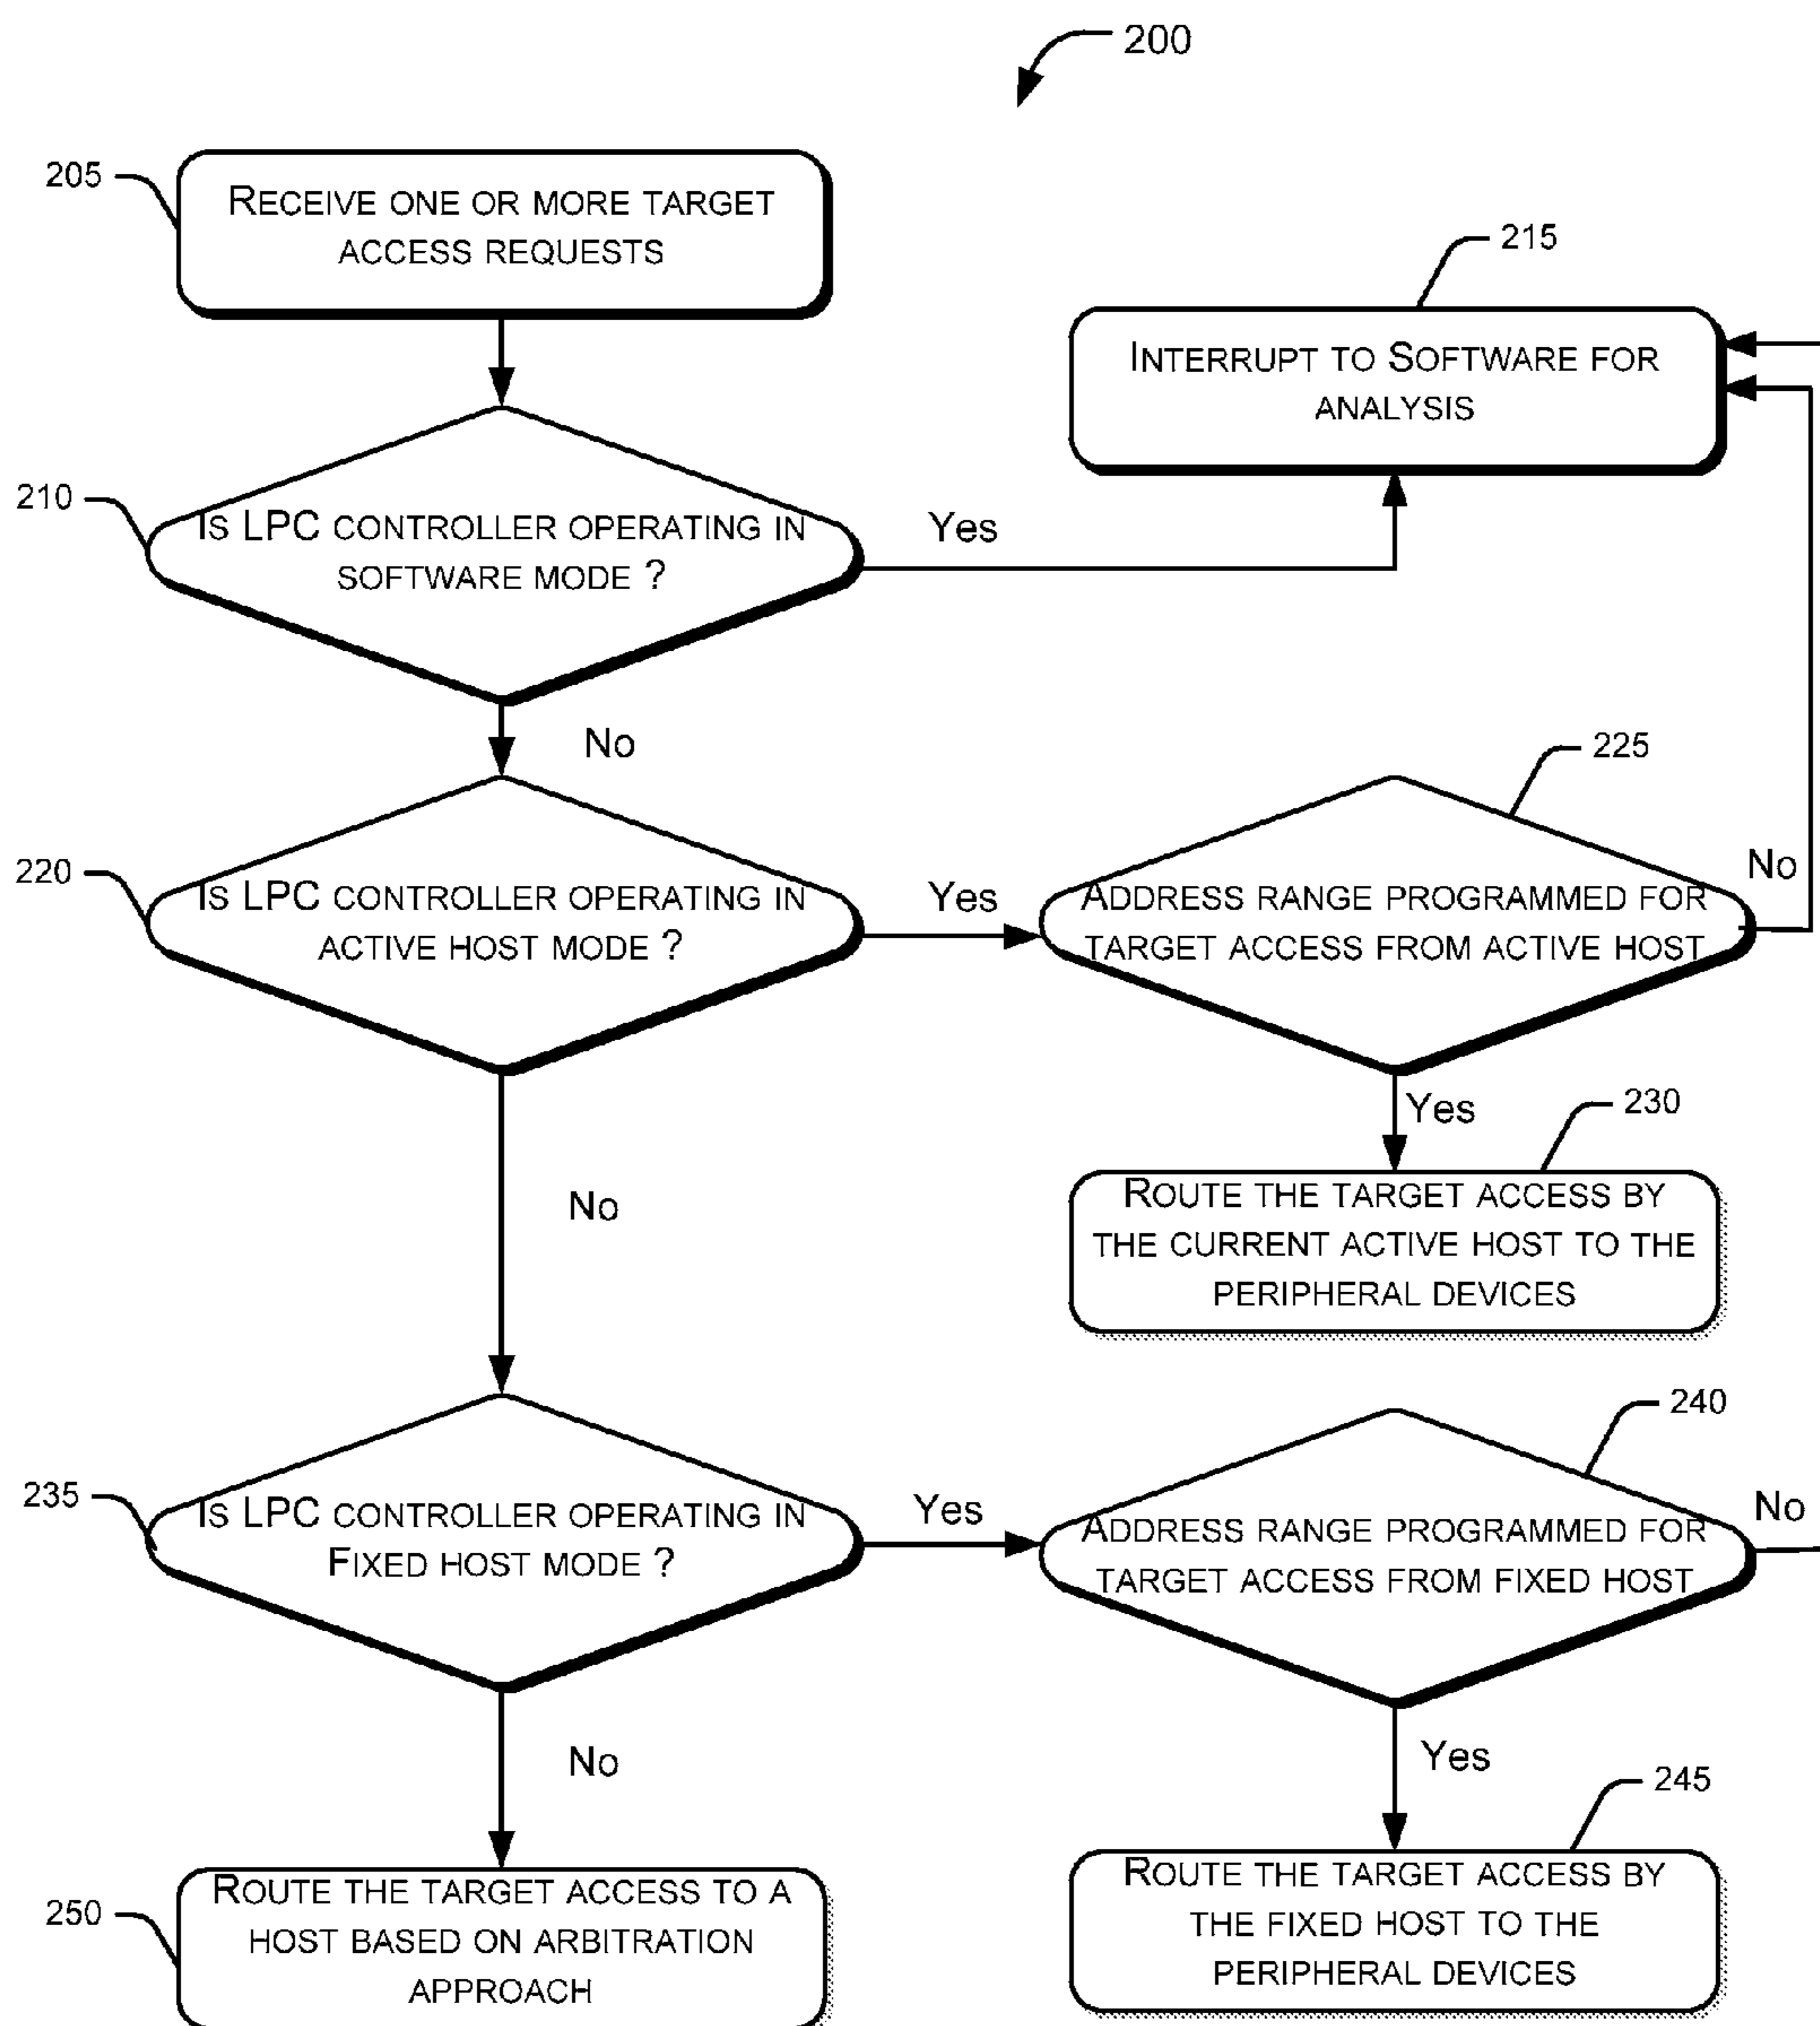 200
205
RECEIVE ONE OR MORE TARGET
ACCESS REQUESTS
215
INTERRUPT TO SOFTWARE FOR
ANALYSIS
210
IS LPC CONTROLLER OPERATING IN
SOFTWARE MODE ?
Yes
No
220
IS LPC CONTROLLER OPERATING IN
ACTIVE HOST MODE ?
Yes
225
ADDRESS RANGE PROGRAMMED FOR
TARGET ACCESS FROM ACTIVE HOST
No
Yes
230
ROUTE THE TARGET ACCESS BY
THE CURRENT ACTIVE HOST TO THE
PERIPHERAL DEVICES
No
235
IS LPC CONTROLLER OPERATING IN
FIXED HOST MODE ?
Yes
240
ADDRESS RANGE PROGRAMMED FOR
TARGET ACCESS FROM FIXED HOST
No
Yes
245
ROUTE THE TARGET ACCESS BY
THE FIXED HOST TO THE
PERIPHERAL DEVICES
No
250
ROUTE THE TARGET ACCESS TO A
HOST BASED ON ARBITRATION
APPROACH